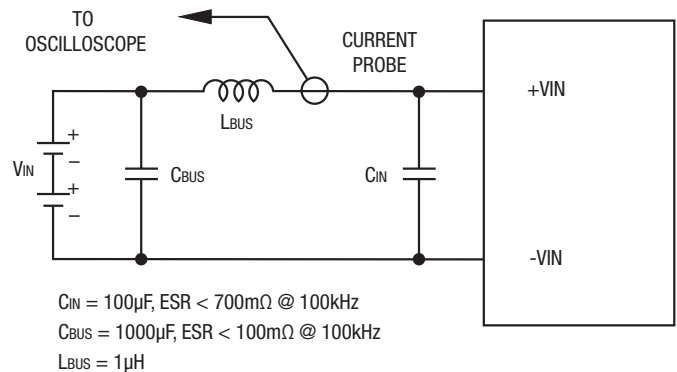 TO
OSCILLOSCOPE
CURRENT
PROBE
+VIN
LBUS
+
VIN
–
+
–
CBUS
CIN
-VIN
CIN = 100µF, ESR < 700mΩ @ 100kHz
CBUS = 1000µF, ESR < 100mΩ @ 100kHz
LBUS = 1µH